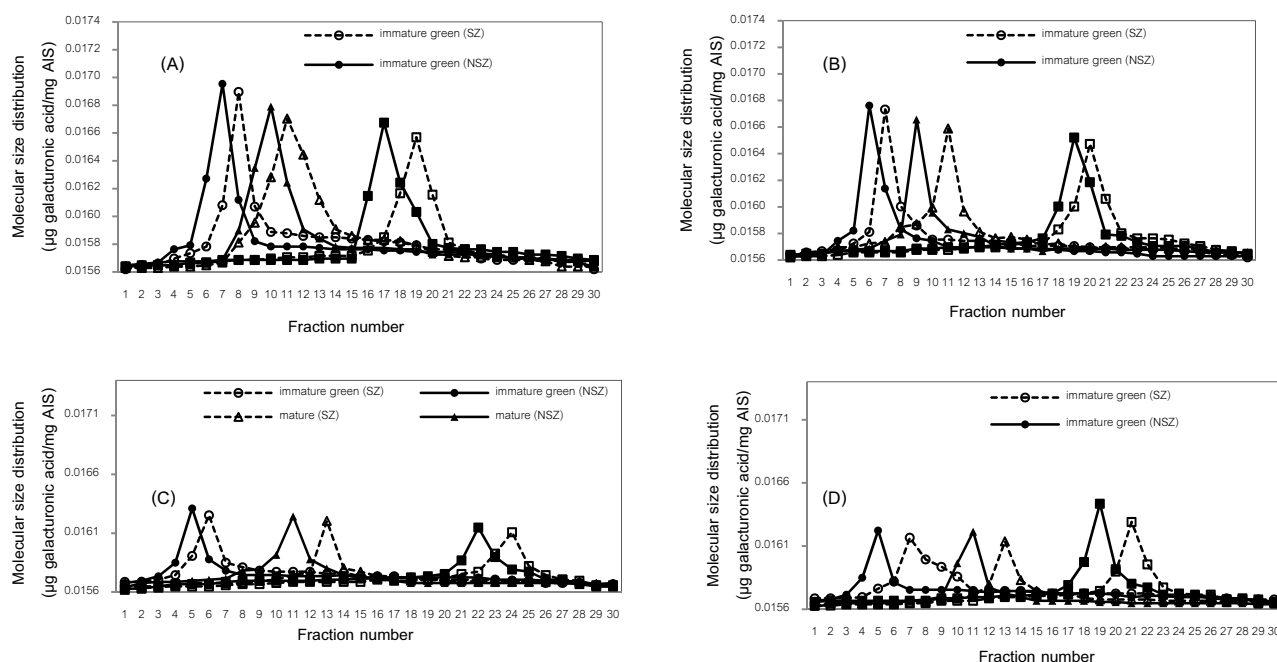 Molecular size distribution
(µg galacturonic acid/mg AIS)
0.0174
0.0172
0.0170
0.0168
0.0166
0.0164
0.0162
0.0160
0.0158
0.0156
(A)
immature green (SZ)
immature green (NSZ)
1 2 3 4 5 6 7 8 9 10 11 12 13 14 15 16 17 18 19 20 21 22 23 24 25 26 27 28 29 30
Fraction number
Molecular size distribution
(µg galacturonic acid/mg AIS)
0.0174
0.0172
0.0170
0.0168
0.0166
0.0164
0.0162
0.0160
0.0158
0.0156
(B)
immature green (SZ)
immature green (NSZ)
1 2 3 4 5 6 7 8 9 10 11 12 13 14 15 16 17 18 19 20 21 22 23 24 25 26 27 28 29 30
Fraction number
Molecular size distribution
(µg galacturonic acid/mg AIS)
0.0171
0.0166
0.0161
0.0156
(C)
immature green (SZ) immature green (NSZ)
mature (SZ) mature (NSZ)
1 2 3 4 5 6 7 8 9 10 11 12 13 14 15 16 17 18 19 20 21 22 23 24 25 26 27 28 29 30
Fraction number
Molecular size distribution
(µg galacturonic acid/mg AIS)
0.0171
0.0166
0.0161
0.0156
(D)
immature green (SZ)
immature green (NSZ)
1 2 3 4 5 6 7 8 9 10 11 12 13 14 15 16 17 18 19 20 21 22 23 24 25 26 27 28 29 30
Fraction number